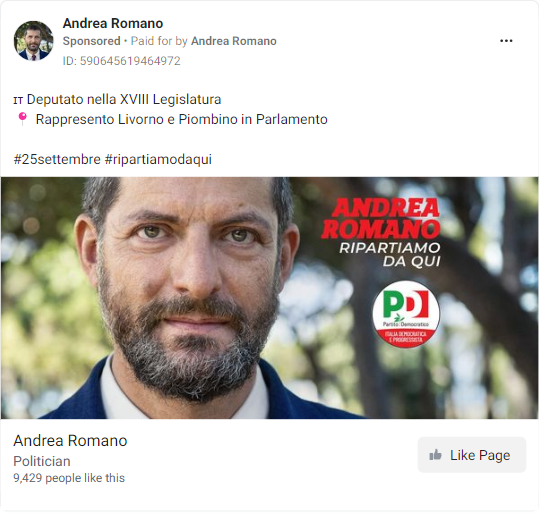 Andrea Romano
Sponsored • Paid for by Andrea Romano
ID: 590645619464972
IT Deputato nella XVIII Legislatura
📍 Rappresento Livorno e Piombino in Parlamento
#25settembre #ripartiamodaqui
ANDREA
ROMANO
RIPARTIAMO
DA QUI
PD
Partito Democratico
ITALIA DEMOCRATICA
E PROGRESSISTA
Andrea Romano
Politician
9,429 people like this
Like Page